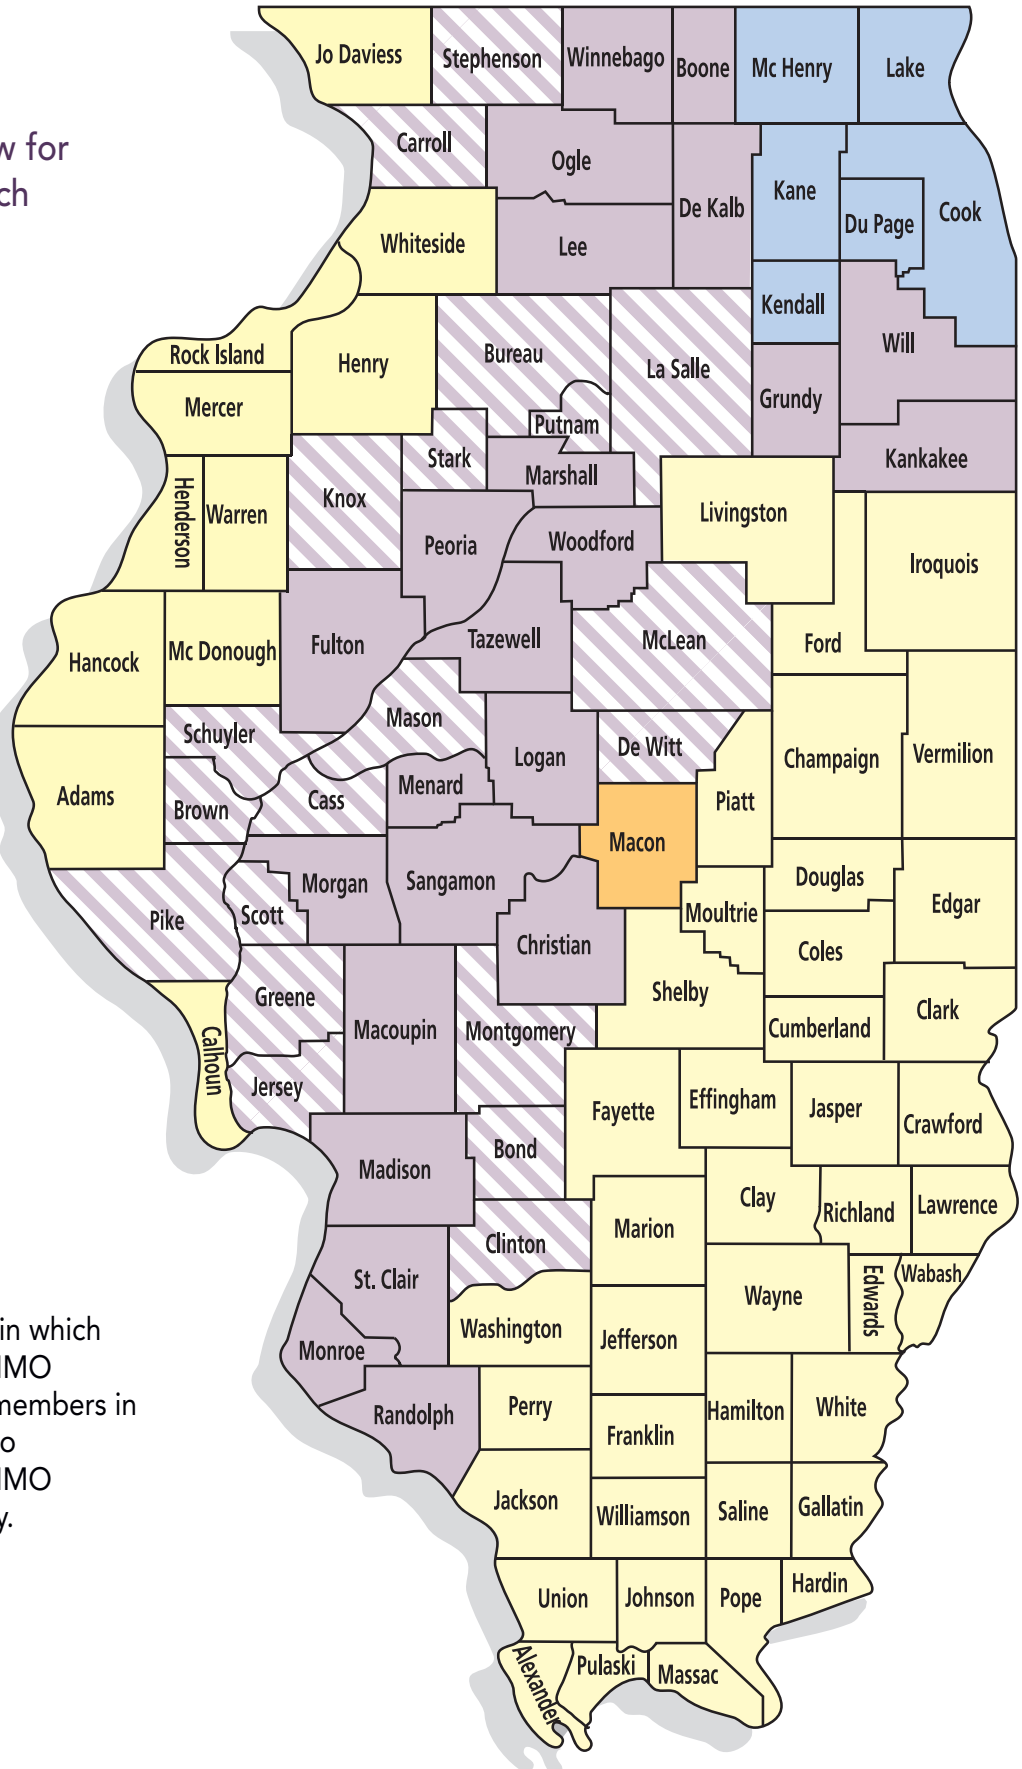 w for
ch
Jo Daviess
Stephenson
Winnebago
Boone
Mc Henry
Lake
Carroll
Ogle
De Kalb
Kane
Du Page
Cook
Whiteside
Lee
Kendall
Will
Rock Island
Henry
Bureau
La Salle
Grundy
Mercer
Putnam
Kankakee
Stark
Marshall
Henderson
Warren
Knox
Peoria
Woodford
Livingston
Iroquois
Hancock
Mc Donough
Fulton
Tazewell
McLean
Ford
Schuyler
Mason
Logan
De Witt
Champaign
Vermilion
Adams
Brown
Cass
Menard
Piatt
Macon
Pike
Scott
Morgan
Sangamon
Christian
Moultrie
Douglas
Edgar
Coles
Shelby
Greene
Macoupin
Montgomery
Cumberland
Clark
Calhoun
Jersey
Fayette
Effingham
Jasper
Crawford
Madison
Bond
Clay
Richland
Lawrence
Clinton
Marion
St. Clair
Wayne
Edwards
Wabash
in which
HMO
members in
o
HMO
y.
Monroe
Washington
Jefferson
Randolph
Perry
Franklin
Hamilton
White
Jackson
Williamson
Saline
Gallatin
Union
Johnson
Pope
Hardin
Alexander
Pulaski
Massac